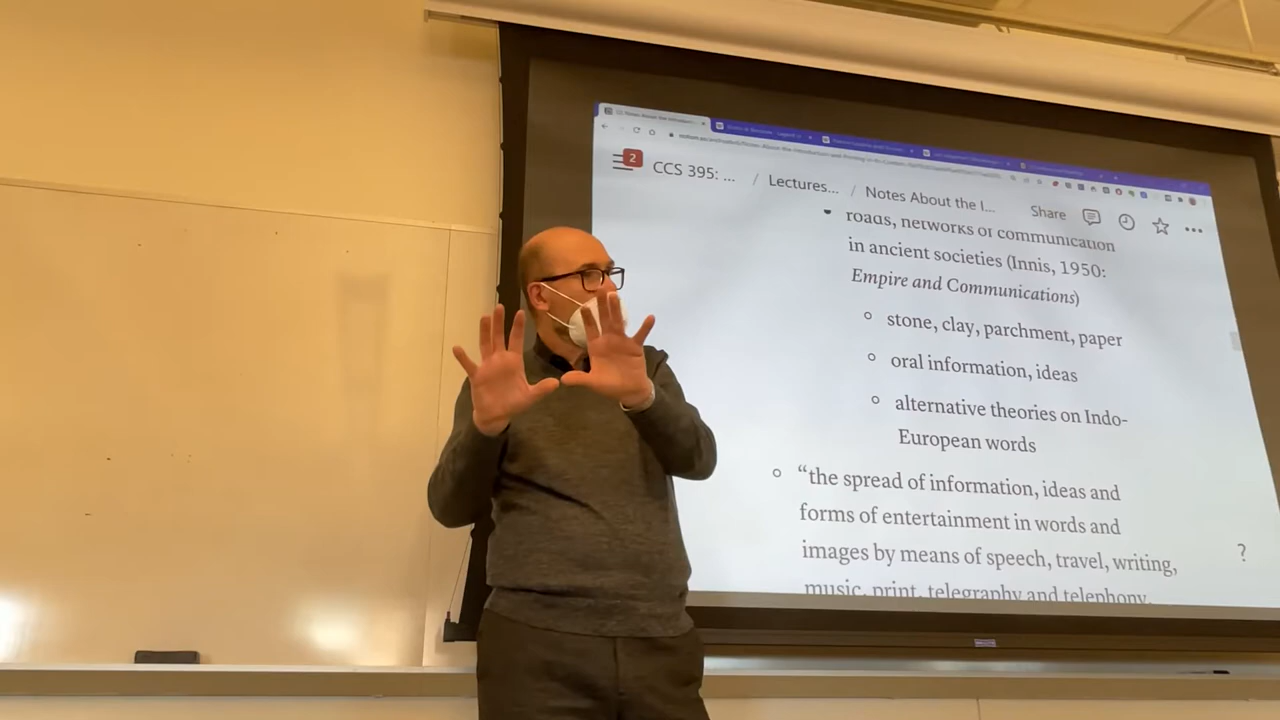 2
CCS 395: ... / Lectures... / Notes About the I...
Share
roads, networks of communication
in ancient societies (Innis, 1950:
Empire and Communications)
stone, clay, parchment, paper
oral information, ideas
alternative theories on Indo-
European words
“the spread of information, ideas and
forms of entertainment in words and
images by means of speech, travel, writing,
music, print, telegraphy and telephony,
?